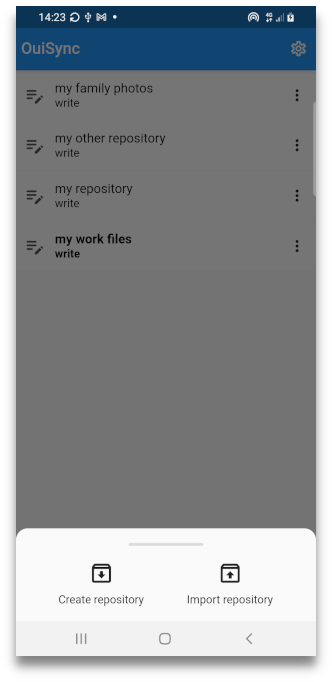 14:23
OuiSync
my family photos
write
my other repository
write
my repository
write
my work files
write
Create repository
Import repository